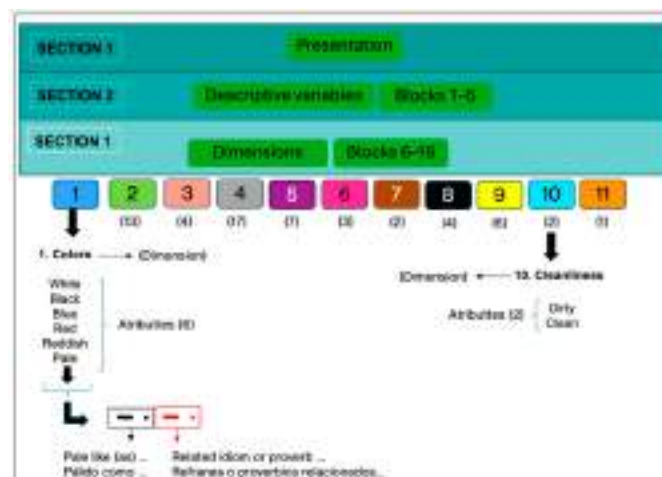 SECTION 1
Presentation
SECTION 2
Descriptive variables
Blocks 1-5
SECTION 1
Dimensions
Blocks 6-16
1 2 3 4 5 6 7 8 9 10 11
(13) (4) (17) (7) (3) (2) (4) (6) (2) (1)
1. Colors
(Dimension)
(Dimension)
10. Cleanliness
White
Black
Blue
Red
Reddish
Pale
Atributties (6)
Atributties (2)
Dirty
Clean
Pale like (as) ...
Related idiom or proverb ...
Pálido como ...
Refranes o proverbios relacionados...